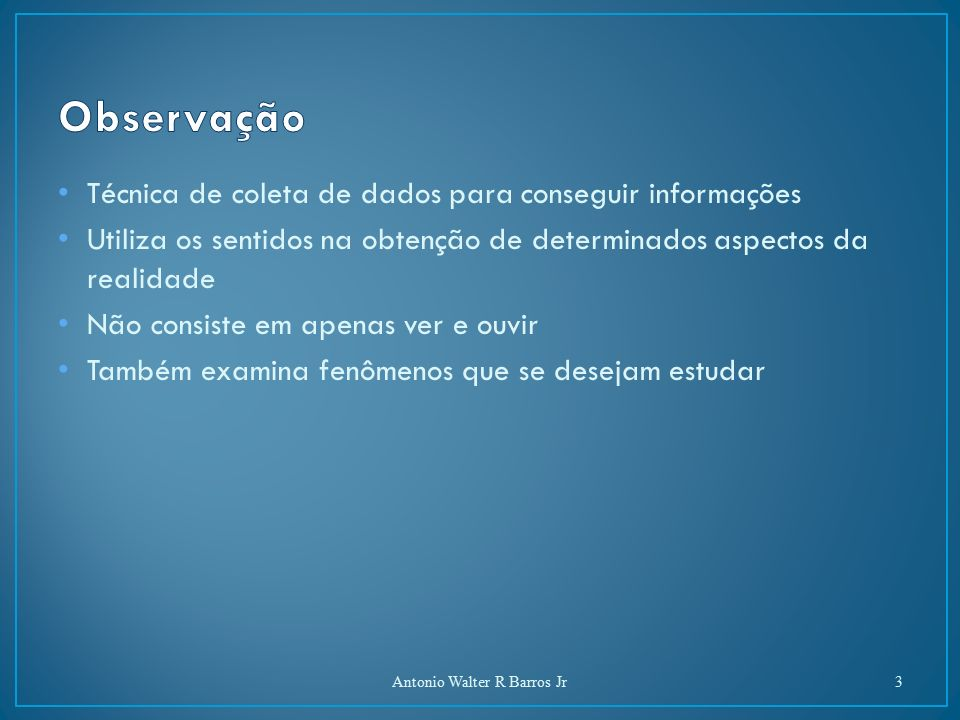 Observação
• Técnica de coleta de dados para conseguir informações
• Utiliza os sentidos na obtenção de determinados aspectos da
realidade
• Não consiste em apenas ver e ouvir
• Também examina fenômenos que se desejam estudar
Antonio Walter R Barros Jr 3